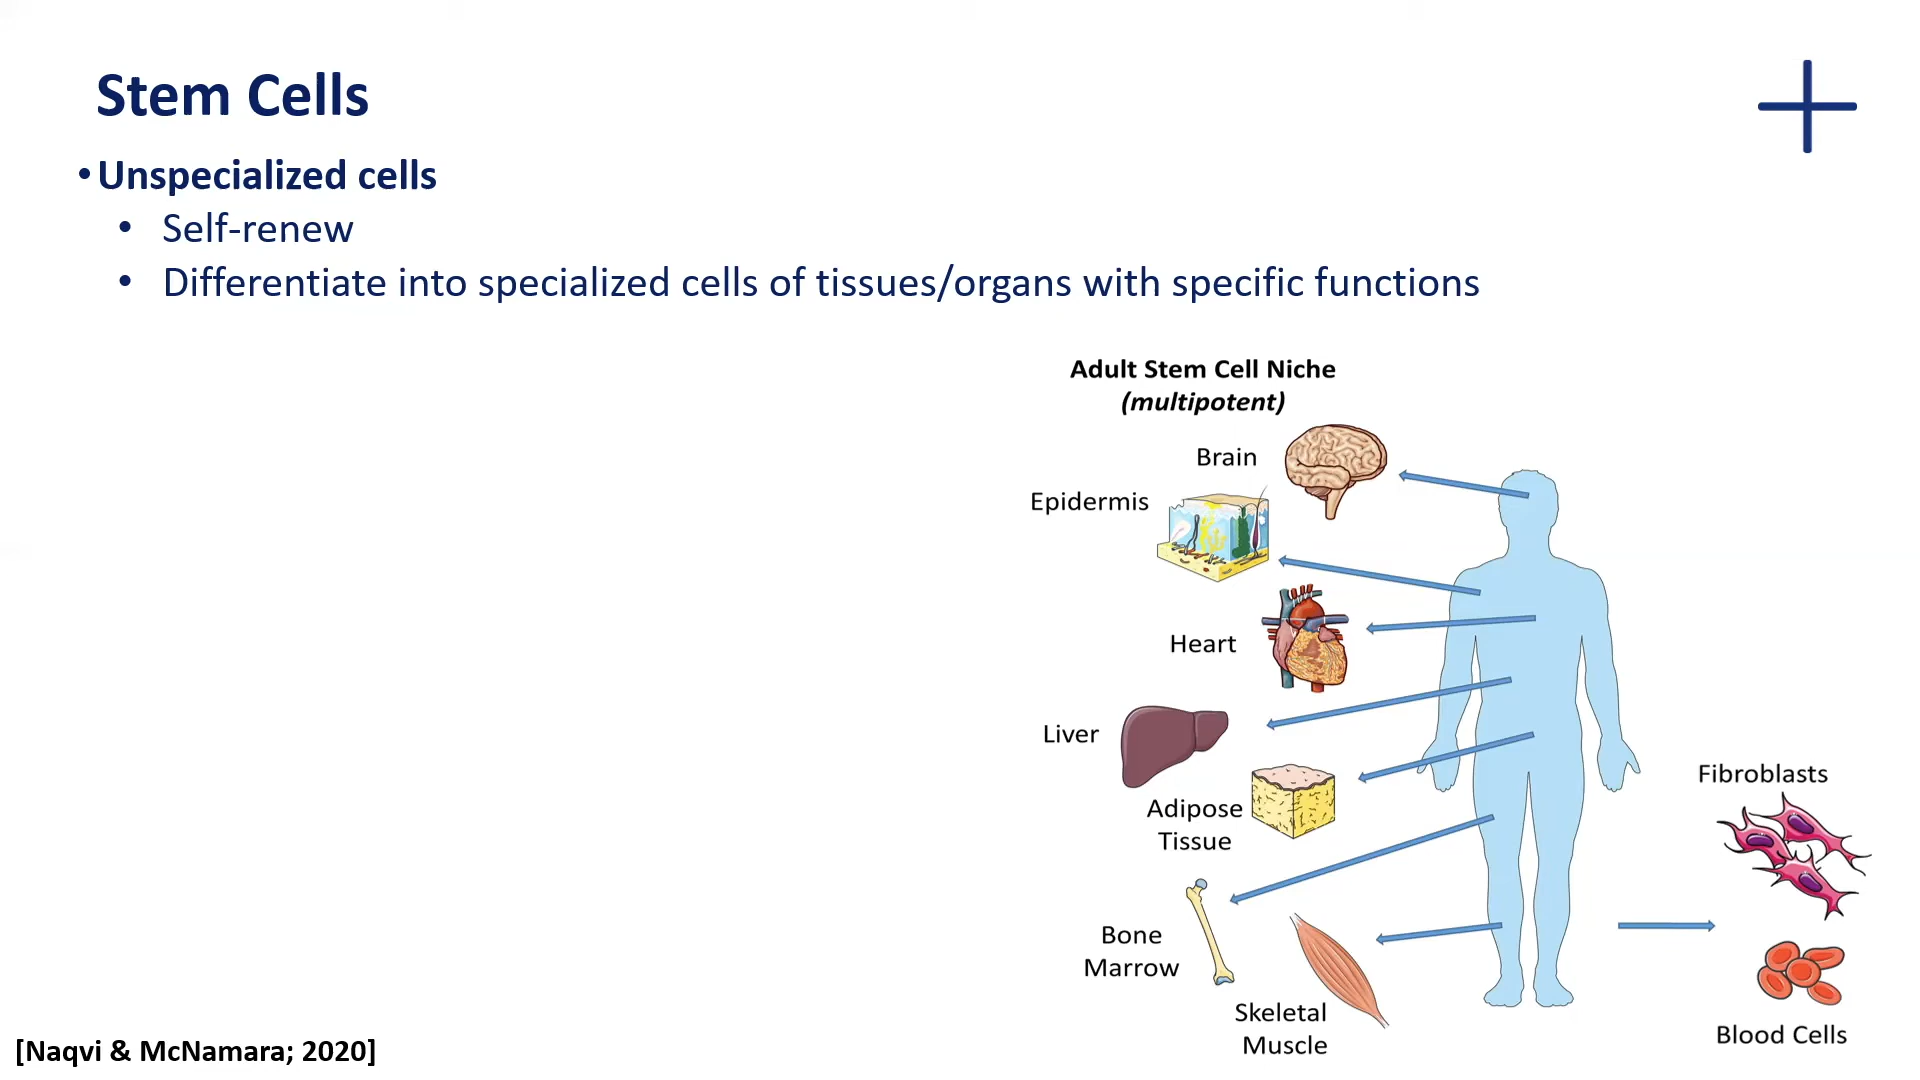 Stem Cells
•Unspecialized cells
• Self-renew
• Differentiate into specialized cells of tissues/organs with specific functions
Adult Stem Cell Niche
(multipotent)
Brain
Epidermis
Heart
Liver
Adipose
Tissue
Bone
Marrow
Skeletal
Muscle
Fibroblasts
Blood Cells
[Naqvi & McNamara; 2020]